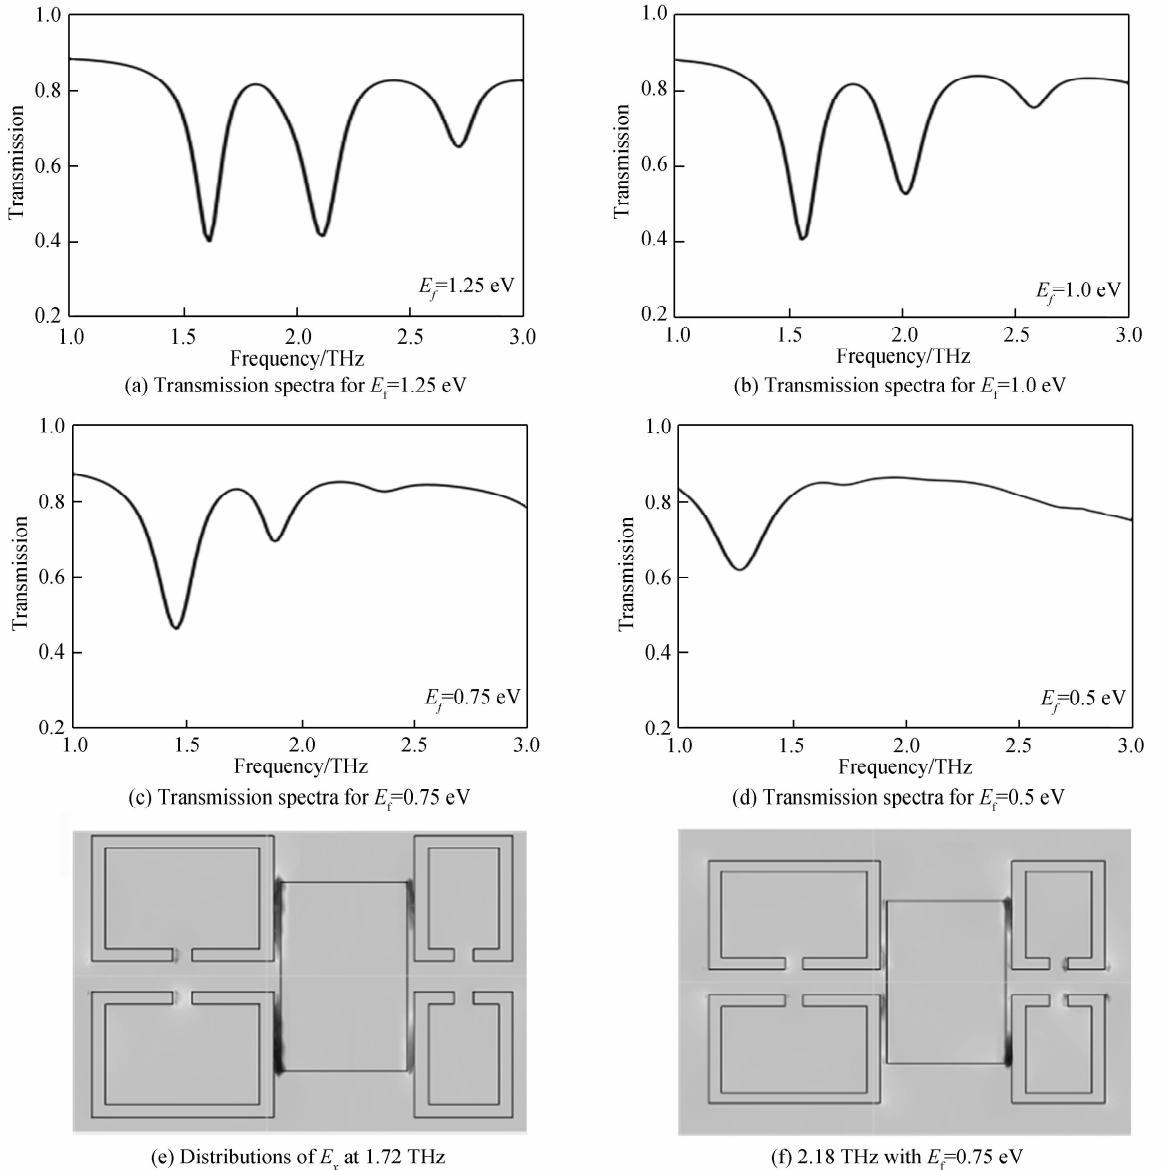 1.0
0.8
0.6
0.4
0.2
Transmission
E_f=1.25 eV
1.0 1.5 2.0 2.5 3.0
Frequency/THz
(a) Transmission spectra for E_f=1.25 eV
1.0
0.8
0.6
0.4
0.2
Transmission
E_f=1.0 eV
1.0 1.5 2.0 2.5 3.0
Frequency/THz
(b) Transmission spectra for E_f=1.0 eV
1.0
0.8
0.6
0.4
0.2
Transmission
E_f=0.75 eV
1.0 1.5 2.0 2.5 3.0
Frequency/THz
(c) Transmission spectra for E_f=0.75 eV
1.0
0.8
0.6
0.4
0.2
Transmission
E_f=0.5 eV
1.0 1.5 2.0 2.5 3.0
Frequency/THz
(d) Transmission spectra for E_f=0.5 eV
(e) Distributions of E_x at 1.72 THz
(f) 2.18 THz with E_f=0.75 eV